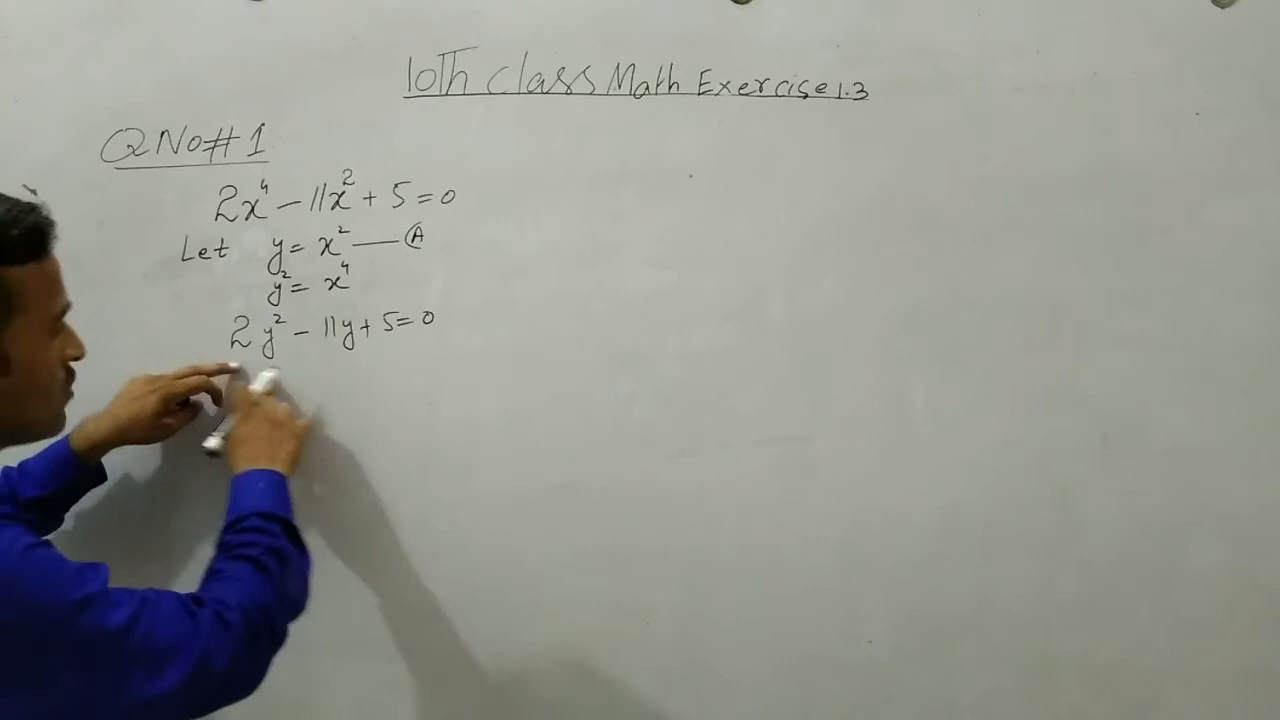 10Th Class Math Exercise 1.3
Q No# 1
2x⁴ - 11x² + 5 = 0
Let y = x² — Ⓐ
y² = x⁴
2y² - 11y + 5 = 0